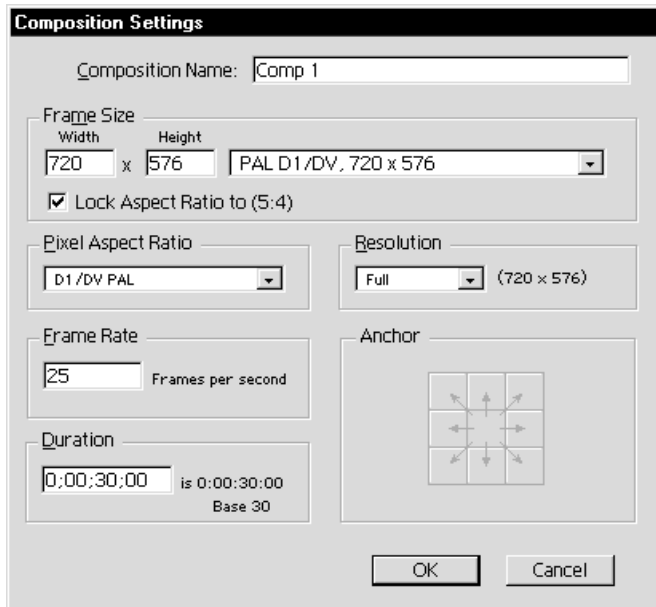 Composition Settings
Composition Name: Comp 1
Frame Size
Width Height
720 x 576 PAL D1/DV, 720 x 576
Lock Aspect Ratio to (5:4)
Pixel Aspect Ratio
D1/DV PAL
Resolution
Full (720 x 576)
Frame Rate
25 Frames per second
Anchor
Duration
0;00;30;00 is 0:00:30:00
Base 30
OK Cancel